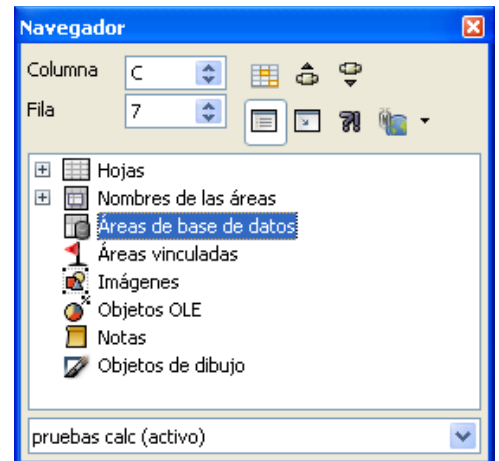 Navegador
Columna C
Fila 7
Hojas
Nombres de las áreas
Áreas de base de datos
Áreas vinculadas
Imágenes
Objetos OLE
Notas
Objetos de dibujo
pruebas calc (activo)